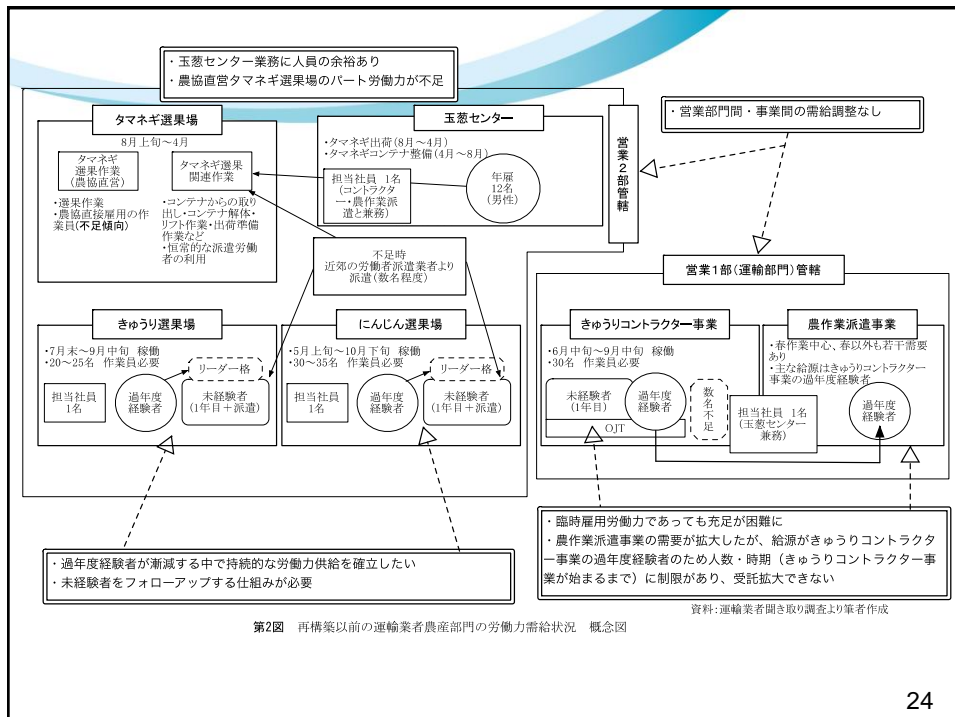 ・玉葱センター業務に人員の余裕あり
・農協直営タマネギ選果場のパート労働力が不足
・営業部門間・事業間の需給調整なし
営業２部管轄
タマネギ選果場
8月上旬～4月
タマネギ
選果作業
(農協直営)
・選果作業
・農協直接雇用の作
業員(不足傾向)
タマネギ選果
関連作業
・コンテナからの取り
出し・コンテナ解体・
リフト作業・出荷準備
作業など
・恒常的な派遣労働
者の利用
玉葱センター
・タマネギ出荷(8月～4月)
・タマネギコンテナ整備(4月～8月)
担当社員 1名
(コントラクタ
ー・農作業派
遣と兼務)
年雇
12名
(男性)
不足時
近郊の労働者派遣業者より
派遣(数名程度)
きゅうり選果場
・7月末～9月中旬 稼働
・20～25名 作業員必要
担当社員
1名
過年度
経験者
リーダー格
未経験者
(1年目＋派遣)
にんじん選果場
・5月上旬～10月下旬 稼働
・30～35名 作業員必要
担当社員
1名
過年度
経験者
リーダー格
未経験者
(1年目＋派遣)
営業１部(運輸部門)管轄
きゅうりコントラクター事業
・6月中旬～9月中旬 稼働
・30名 作業員必要
未経験者
(1年目)
OJT
過年度
経験者
数名不足
農作業派遣事業
・春作業中心、春以外も若干需要
あり
・主な給源はきゅうりコントラクター
事業の過年度経験者
担当社員 1名
(玉葱センター
兼務)
過年度
経験者
・過年度経験者が漸減する中で持続的な労働力供給を確立したい
・未経験者をフォローアップする仕組みが必要
・臨時雇用労働力であっても充足が困難に
・農作業派遣事業の需要が拡大したが、給源がきゅうりコントラクタ
ー事業の過年度経験者のため人数・時期（きゅうりコントラクター事
業が始まるまで）に制限があり、受託拡大できない
資料：運輸業者聞き取り調査より筆者作成
第2図 再構築以前の運輸業者農産部門の労働力需給状況 概念図
24